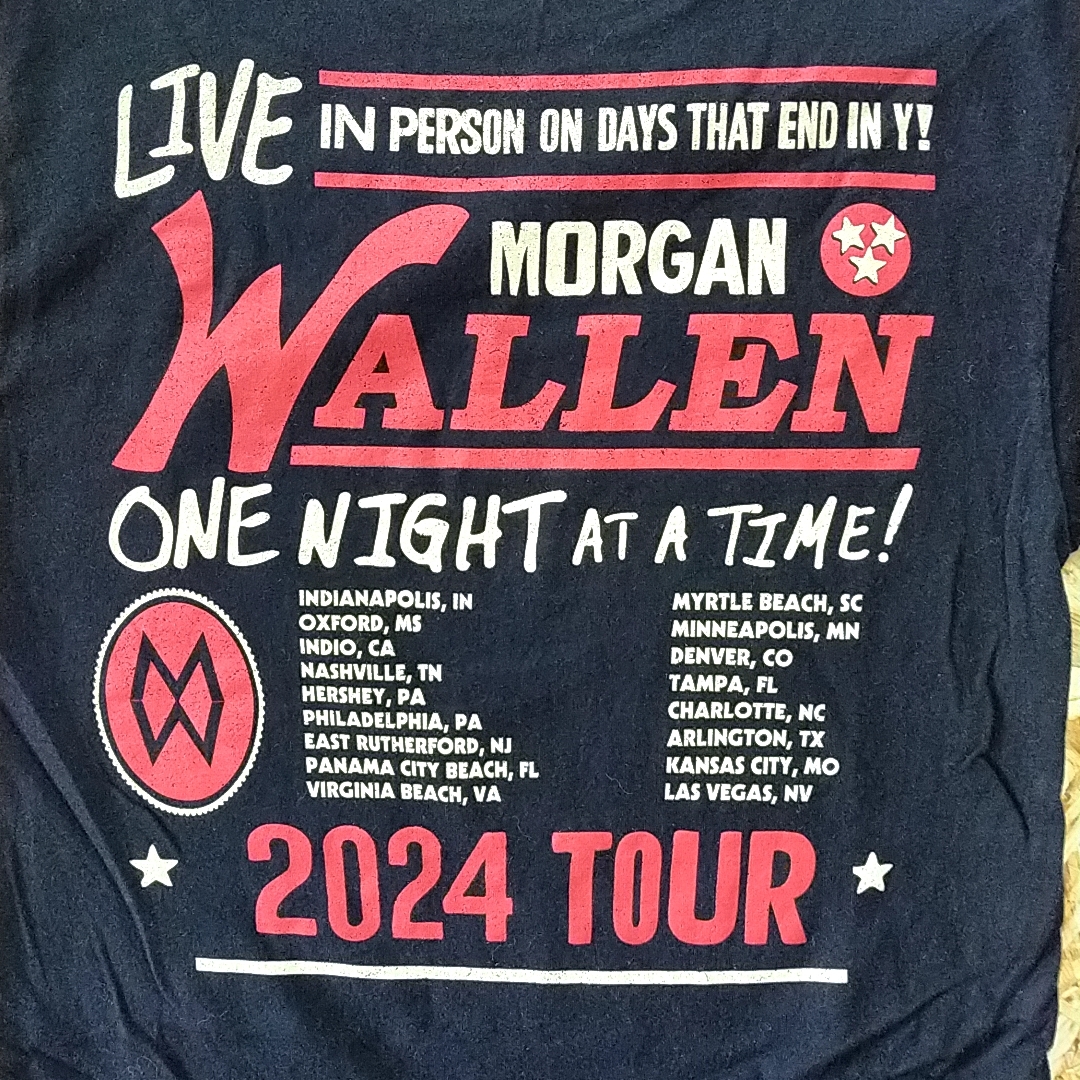 LIVE IN PERSON ON DAYS THAT END IN Y!
MORGAN
WALLEN
ONE NIGHT AT A TIME!
INDIANAPOLIS, IN
OXFORD, MS
INDIO, CA
NASHVILLE, TN
HERSHEY, PA
PHILADELPHIA, PA
EAST RUTHERFORD, NJ
PANAMA CITY BEACH, FL
VIRGINIA BEACH, VA
MYRTLE BEACH, SC
MINNEAPOLIS, MN
DENVER, CO
TAMPA, FL
CHARLOTTE, NC
ARLINGTON, TX
KANSAS CITY, MO
LAS VEGAS, NV
M
W
2024 TOUR